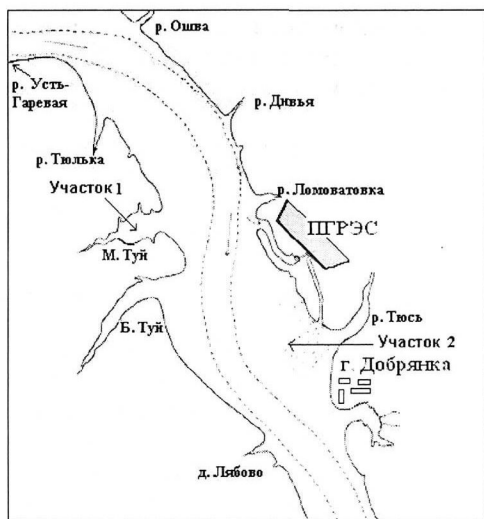 р. Ошва
р. Усть-
Гаревая
р. Дивья
р. Тюлька
Участок 1
р. Ломоватовка
ПГРЭС
М. Туй
р. Тюсь
Б. Туй
Участок 2
г. Добрянка
д. Лябово